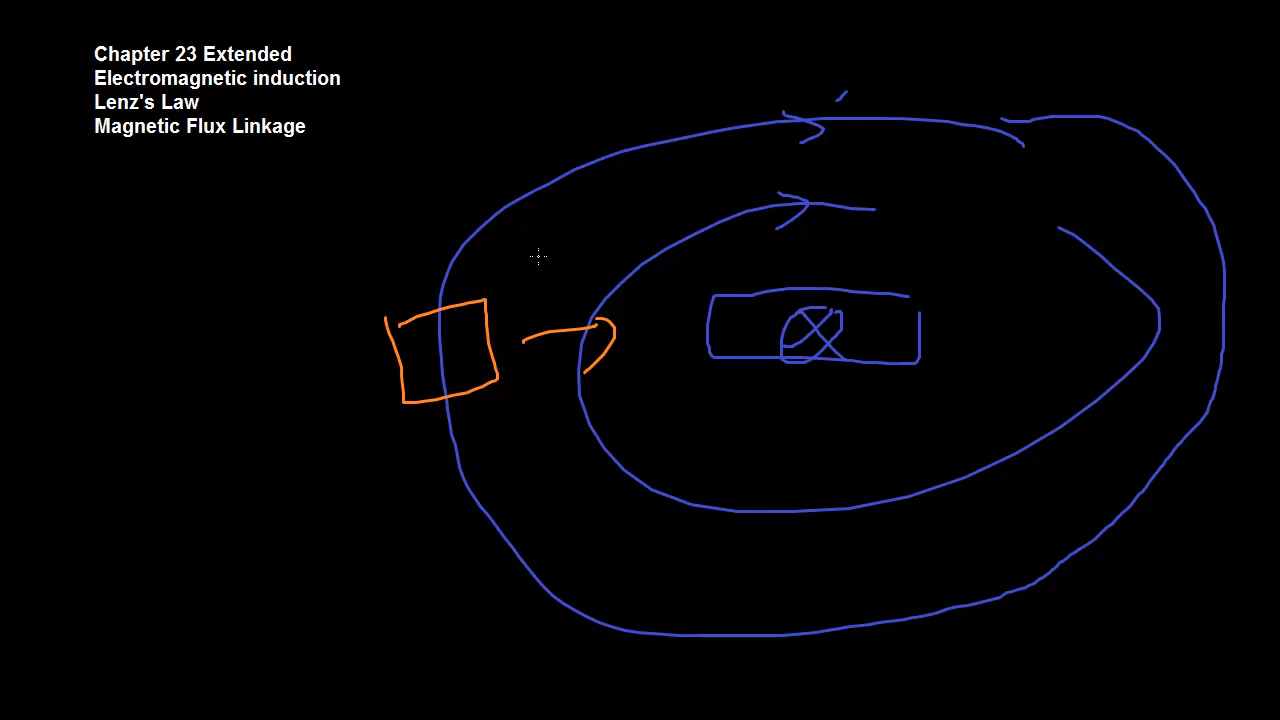 Chapter 23 Extended
Electromagnetic induction
Lenz's Law
Magnetic Flux Linkage